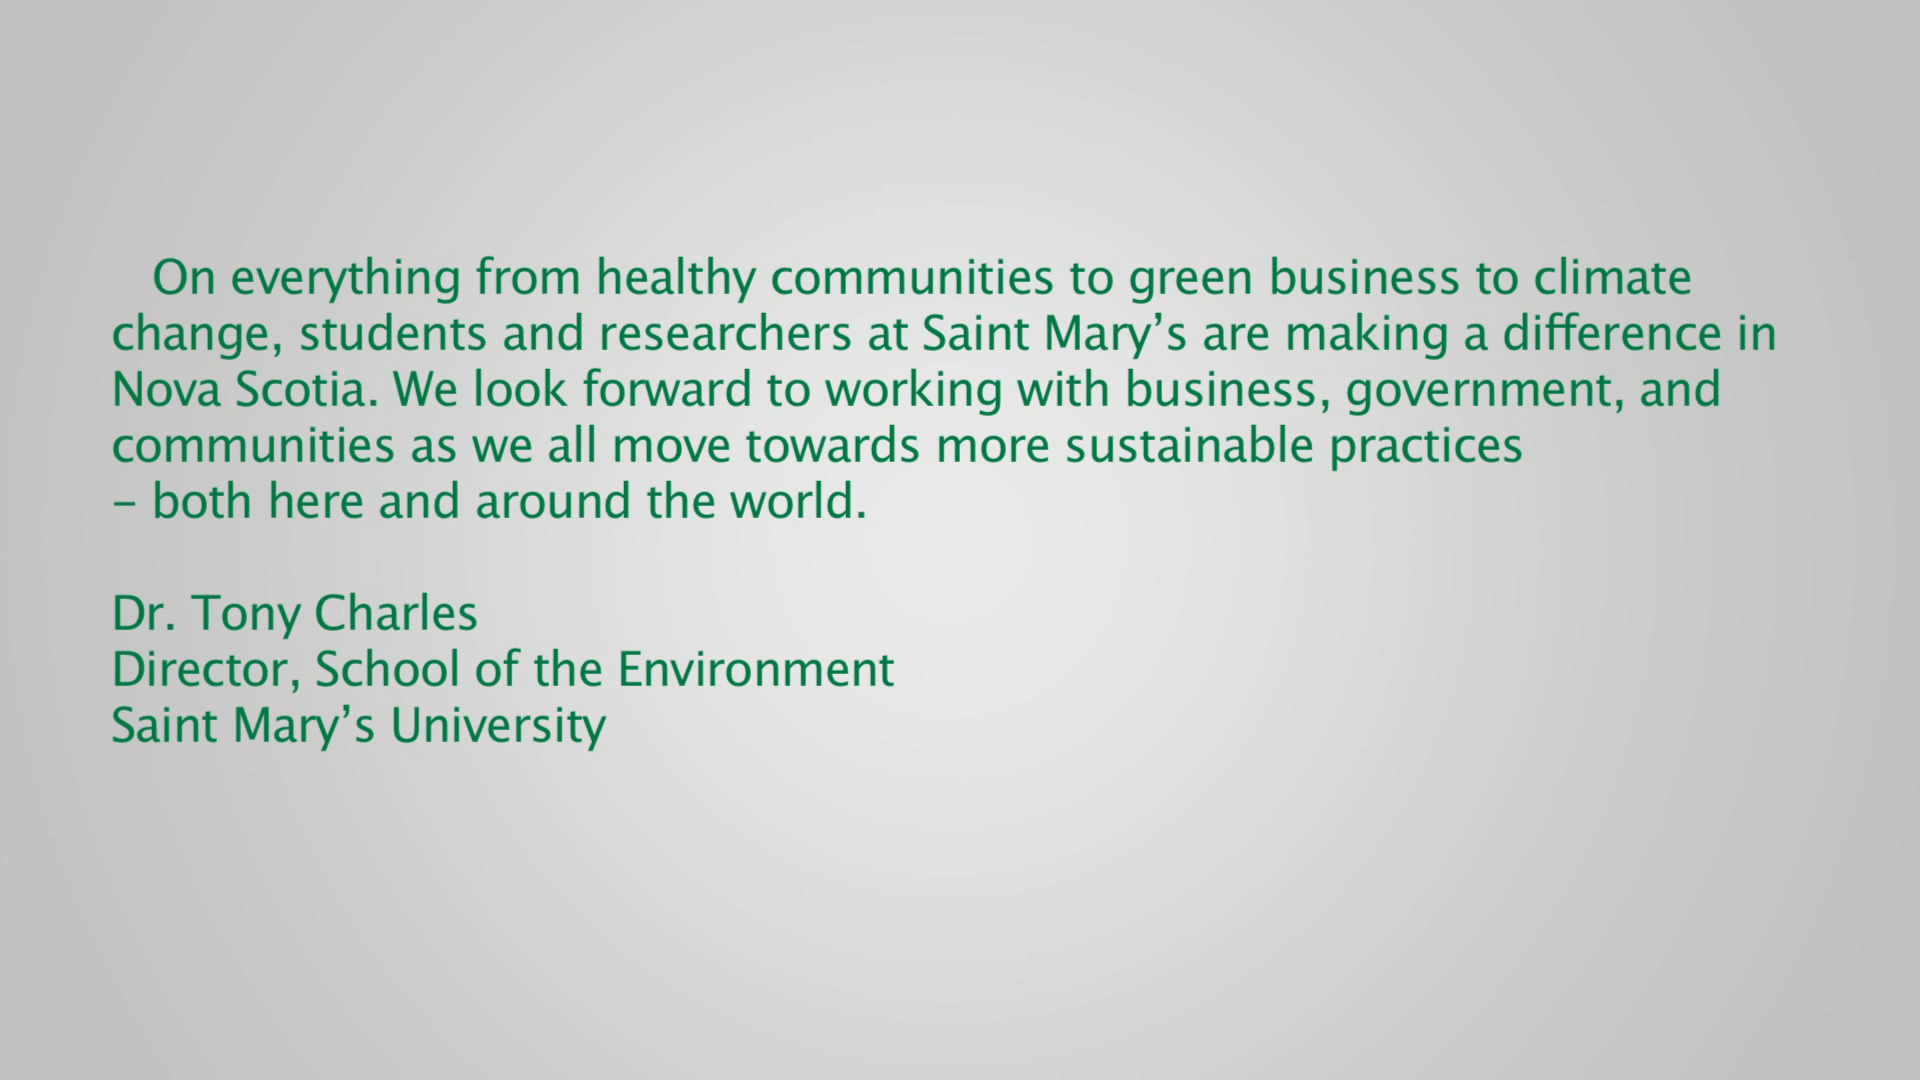 On everything from healthy communities to green business to climate
change, students and researchers at Saint Mary’s are making a difference in
Nova Scotia. We look forward to working with business, government, and
communities as we all move towards more sustainable practices
– both here and around the world.
Dr. Tony Charles
Director, School of the Environment
Saint Mary’s University